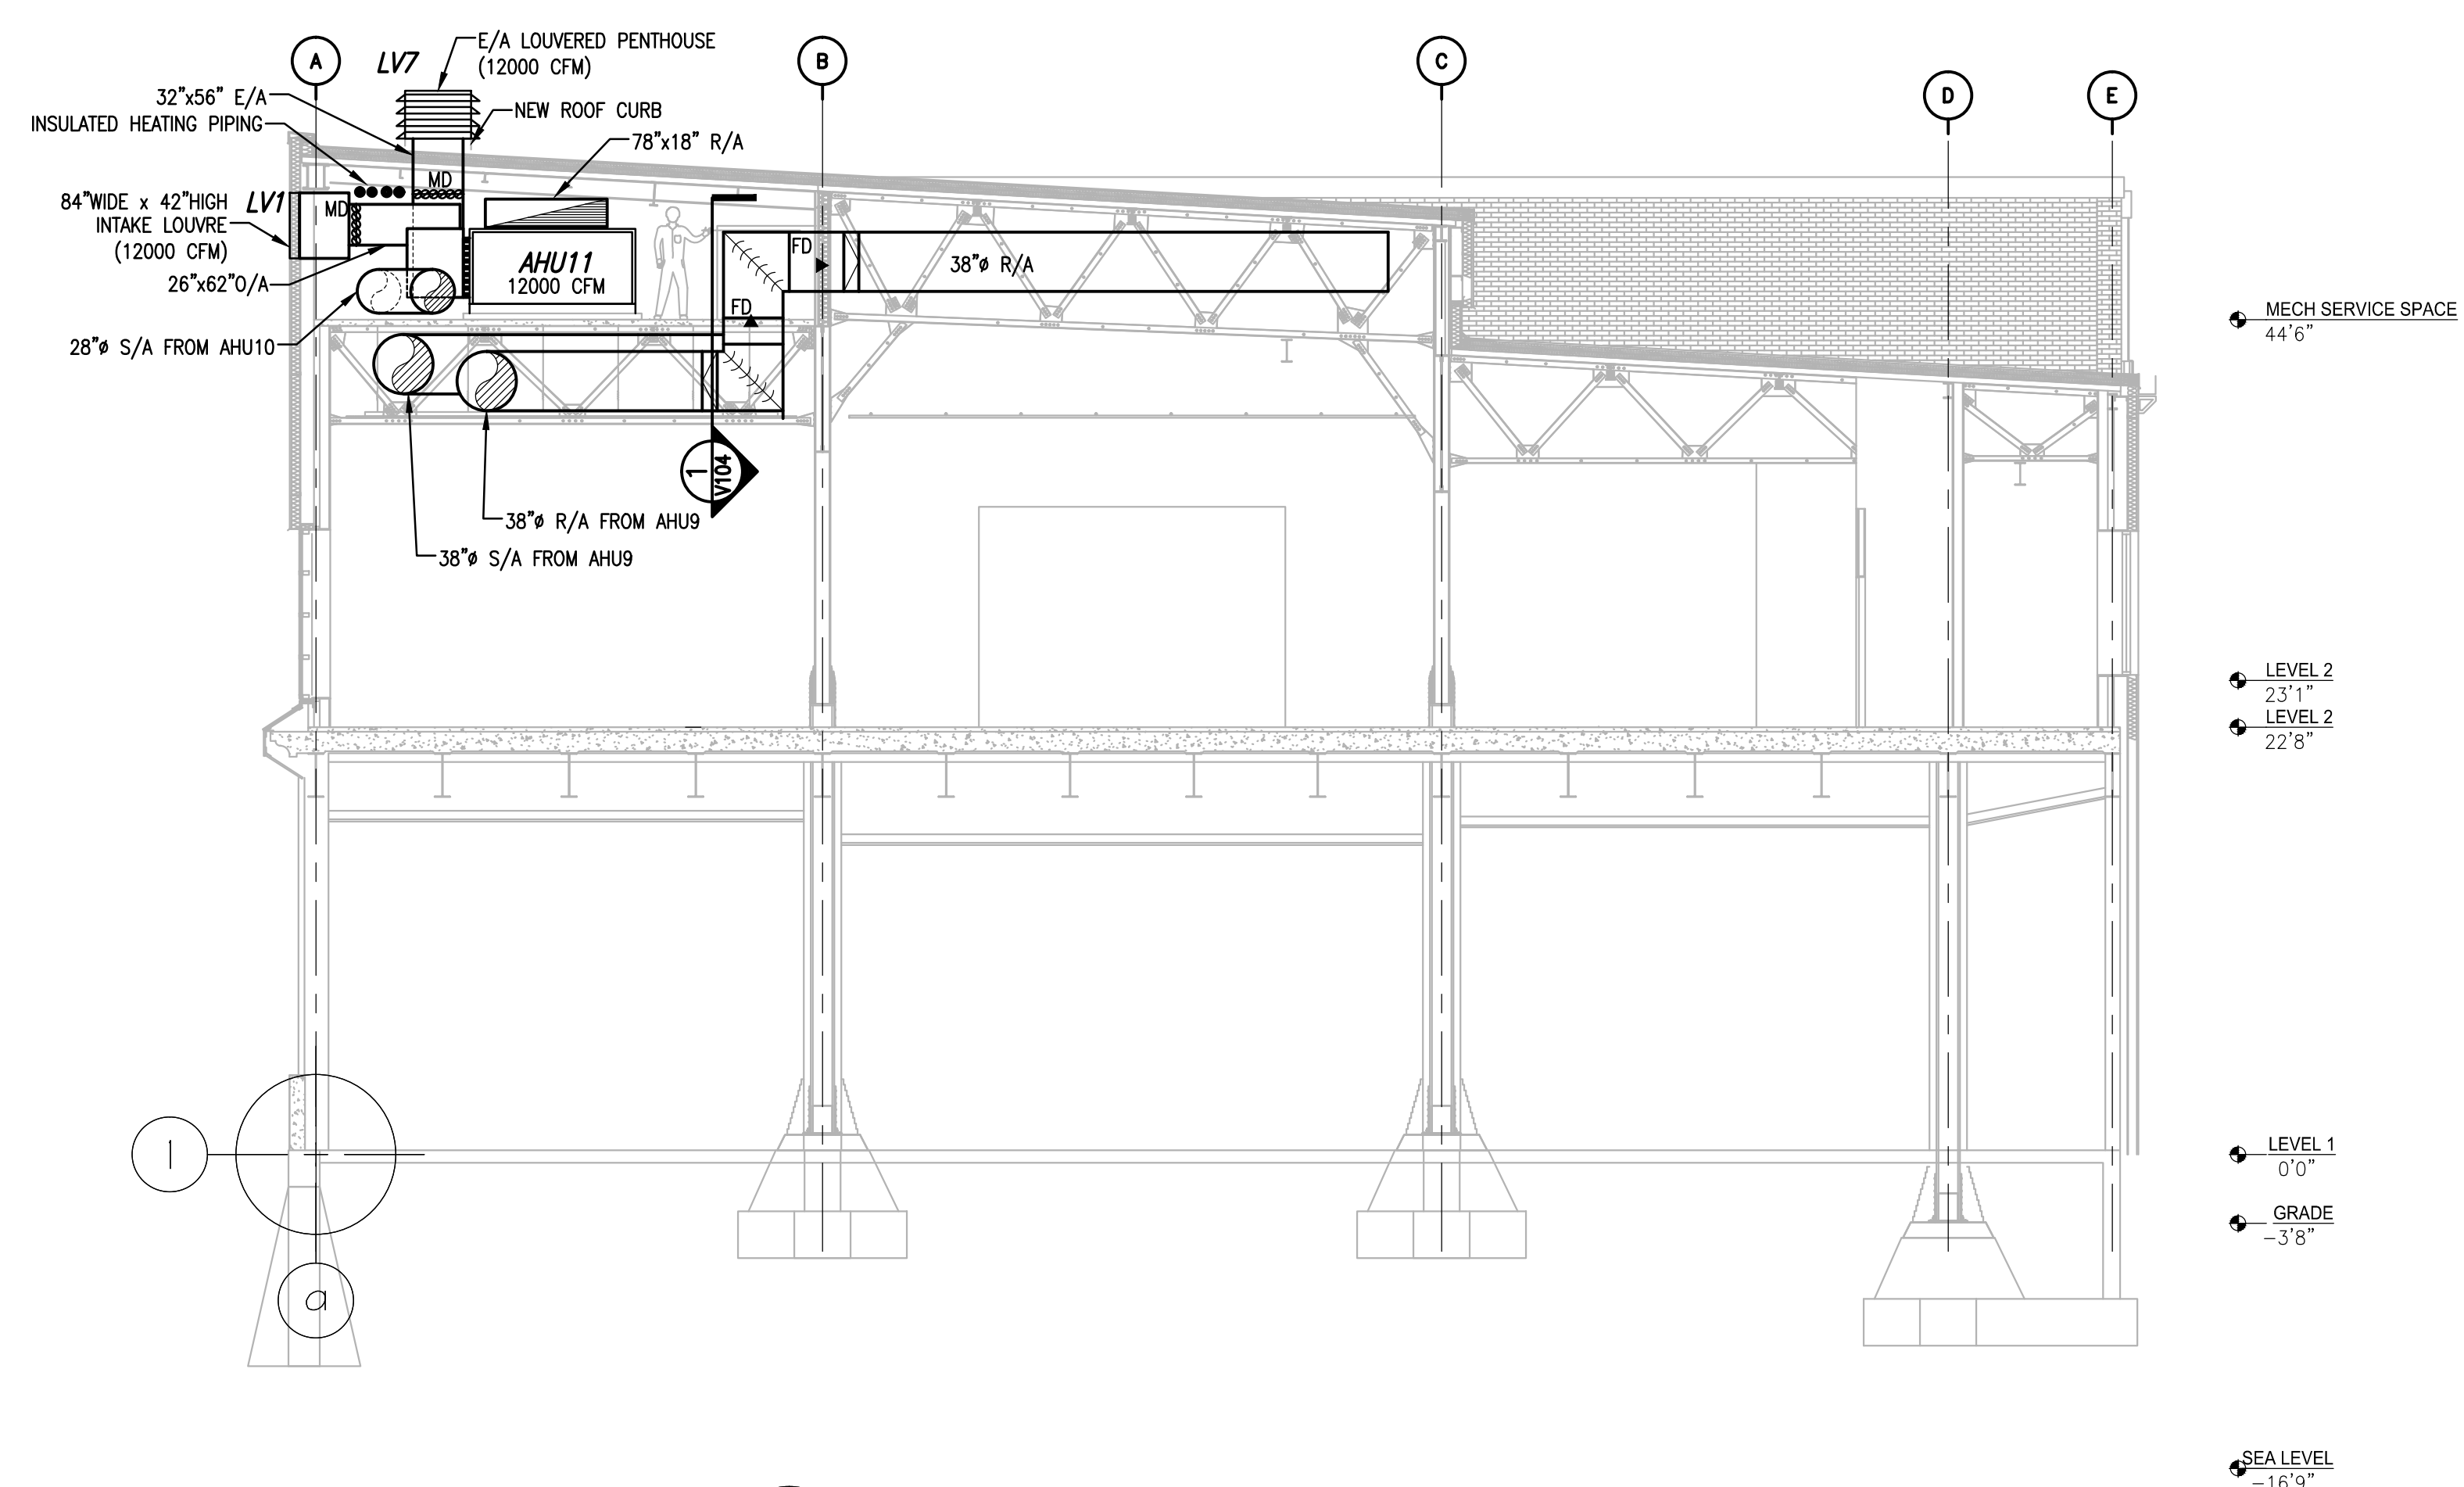 A
B
C
D
E
LV7
E/A LOUVERED PENTHOUSE
(12000 CFM)
32"x56" E/A
INSULATED HEATING PIPING
NEW ROOF CURB
78"x18" R/A
MD
84"WIDE x 42"HIGH
INTAKE LOUVRE
(12000 CFM)
LV1
MD
26"x62"O/A
AHU11
12000 CFM
FD
38"ø R/A
FD
28"ø S/A FROM AHU10
1
V104
38"ø R/A FROM AHU9
38"ø S/A FROM AHU9
MECH SERVICE SPACE
44'6"
LEVEL 2
23'1"
LEVEL 2
22'8"
1
LEVEL 1
0'0"
GRADE
-3'8"
a
SEA LEVEL
-16'9"